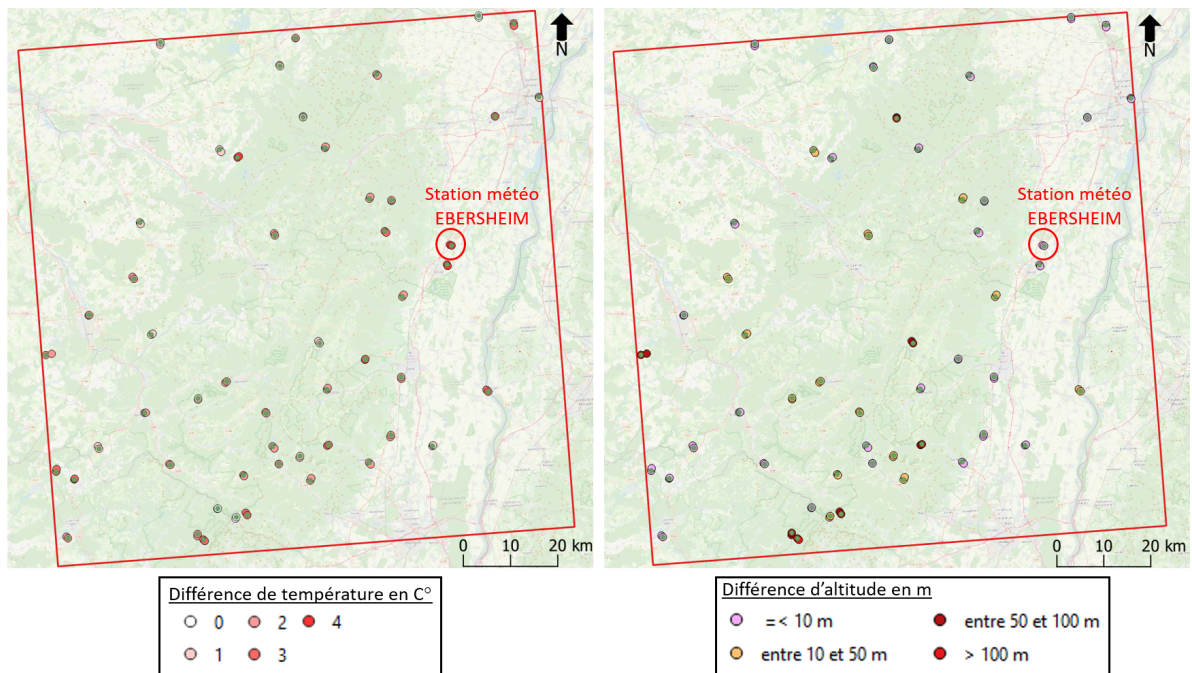 N
Station météo
EBERSHEIM
0 10 20 km
N
Station météo
EBERSHEIM
0 10 20 km
Différence de température en C°
0 2 4
1 3
Différence d'altitude en m
=< 10 m entre 50 et 100 m
entre 10 et 50 m > 100 m